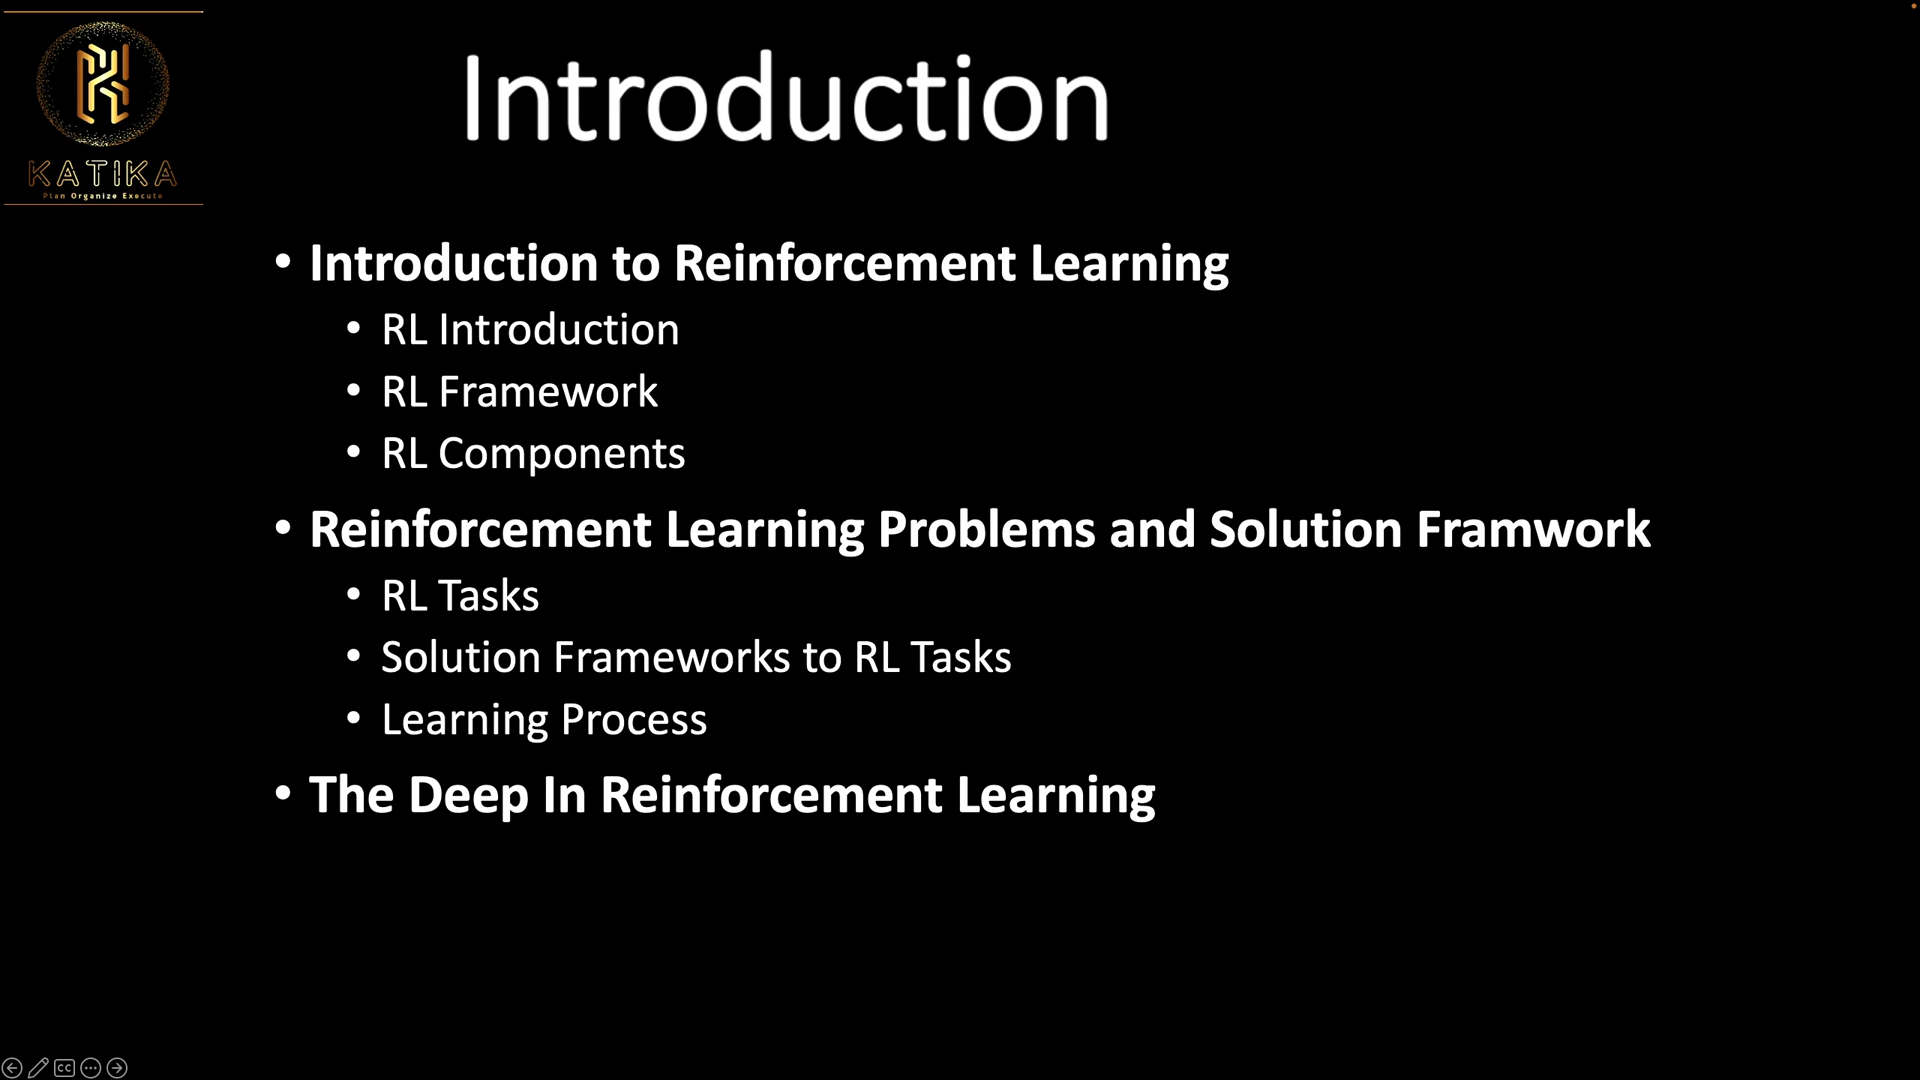 KATIKA
Plan Organize Execute
Introduction
• Introduction to Reinforcement Learning
• RL Introduction
• RL Framework
• RL Components
• Reinforcement Learning Problems and Solution Framwork
• RL Tasks
• Solution Frameworks to RL Tasks
• Learning Process
• The Deep In Reinforcement Learning
CC